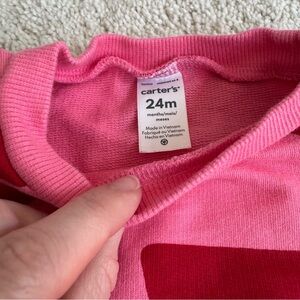 carter's®
24m
months/mois/
meses
Made in Vietnam
Fabriqué au Vietnam
Hecho en Vietnam